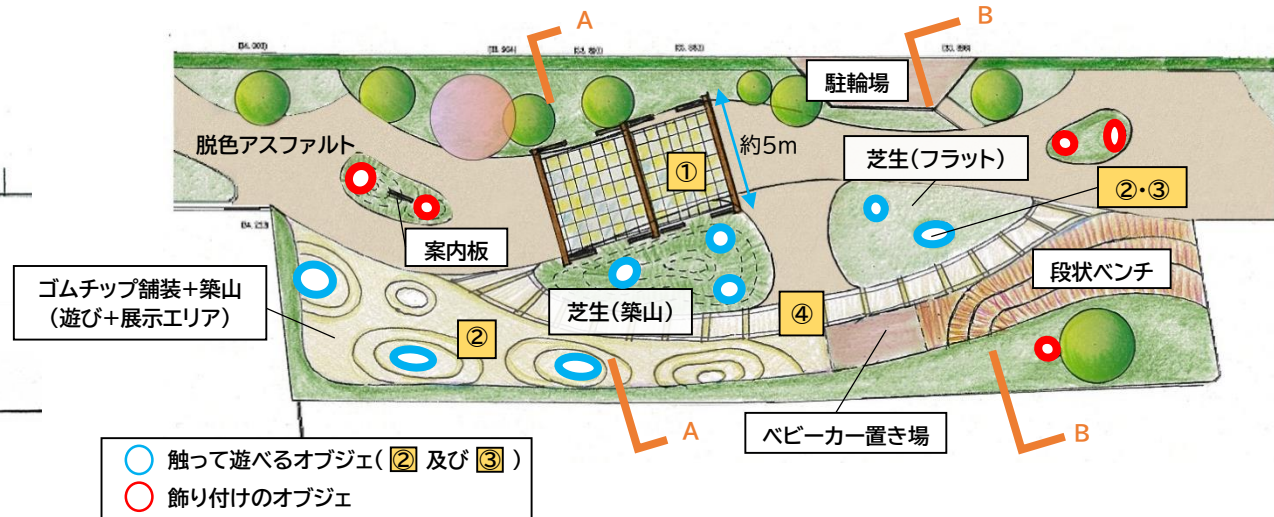 A
B
[34.003]
駐輪場
脱色アスファルト
約5m
①
芝生(フラット)
②・③
案内板
段状ベンチ
ゴムチップ舗装+築山
(遊び+展示エリア)
芝生(築山)
②
④
A
ベビーカー置き場
B
触って遊べるオブジェ( ② 及び ③ )
飾り付けのオブジェ